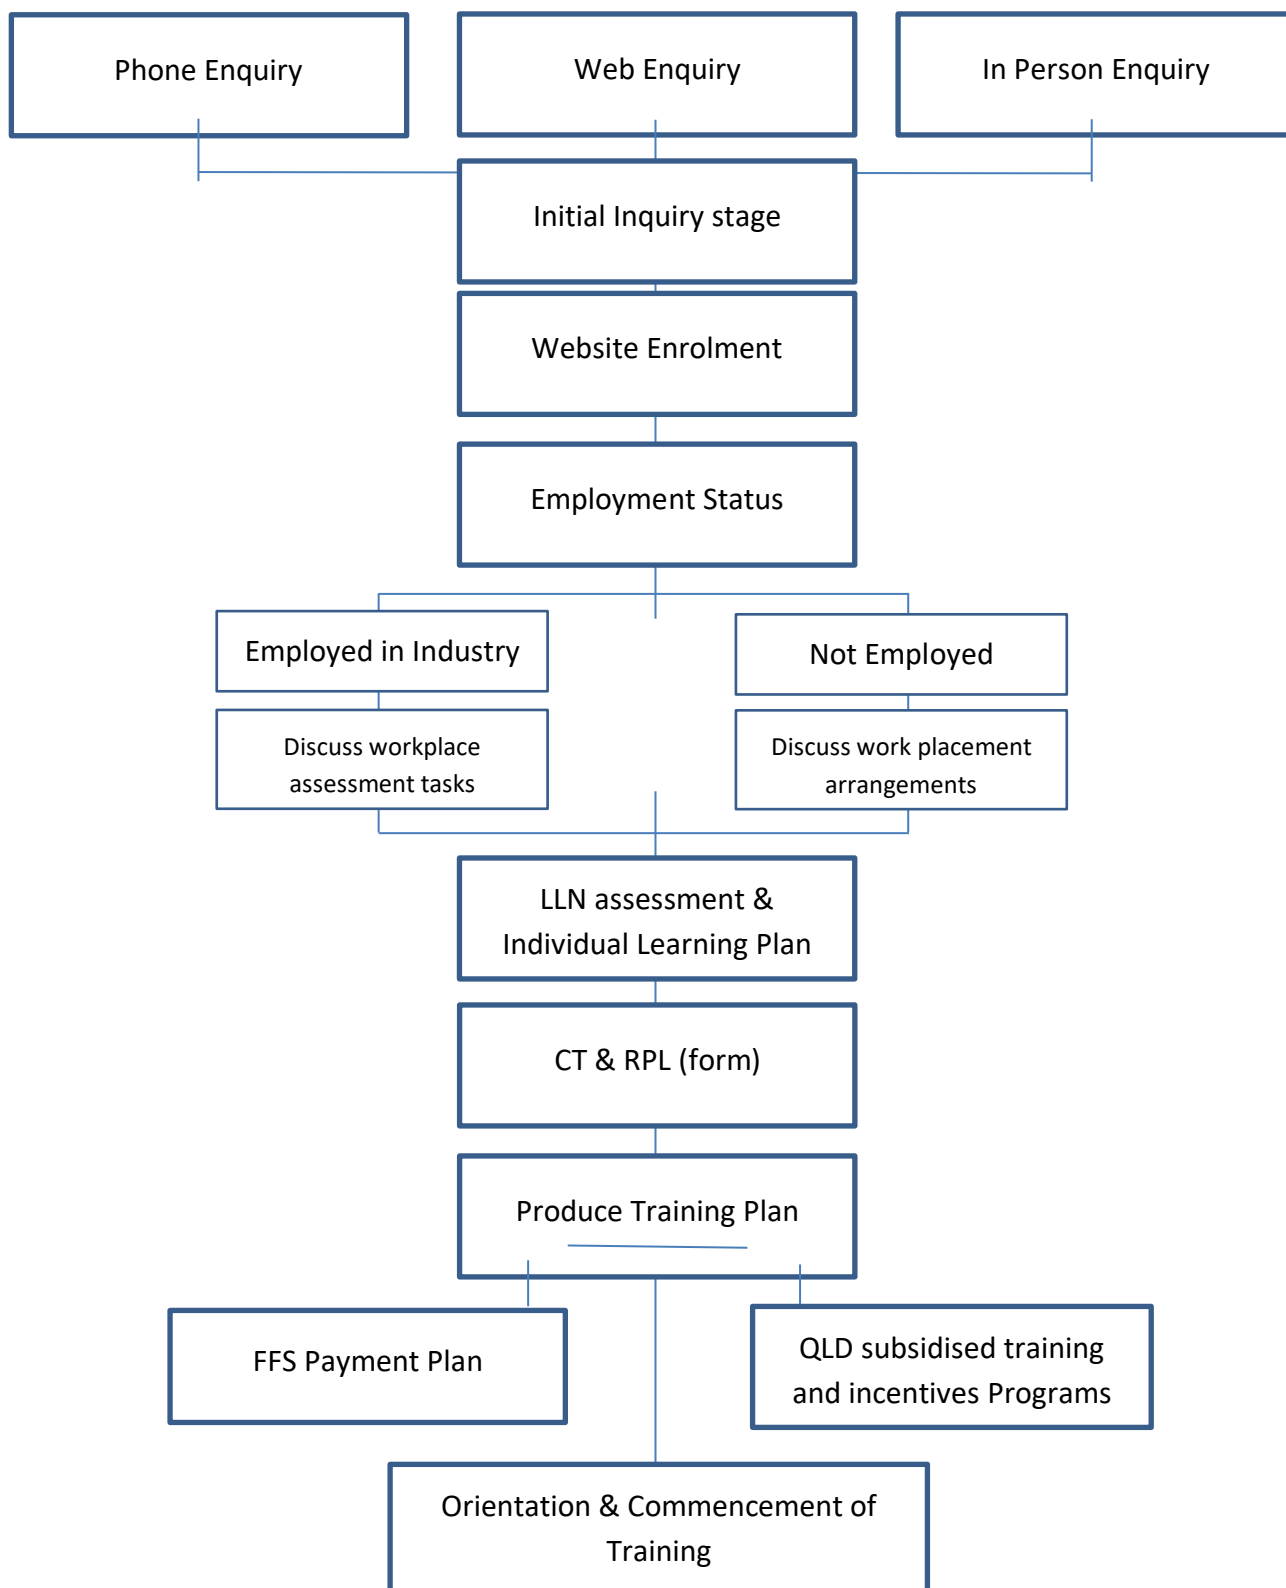 Phone Enquiry
Web Enquiry
In Person Enquiry
Initial Inquiry stage
Website Enrolment
Employment Status
Employed in Industry
Not Employed
Discuss workplace
assessment tasks
Discuss work placement
arrangements
LLN assessment &
Individual Learning Plan
CT & RPL (form)
Produce Training Plan
FFS Payment Plan
QLD subsidised training
and incentives Programs
Orientation & Commencement of
Training